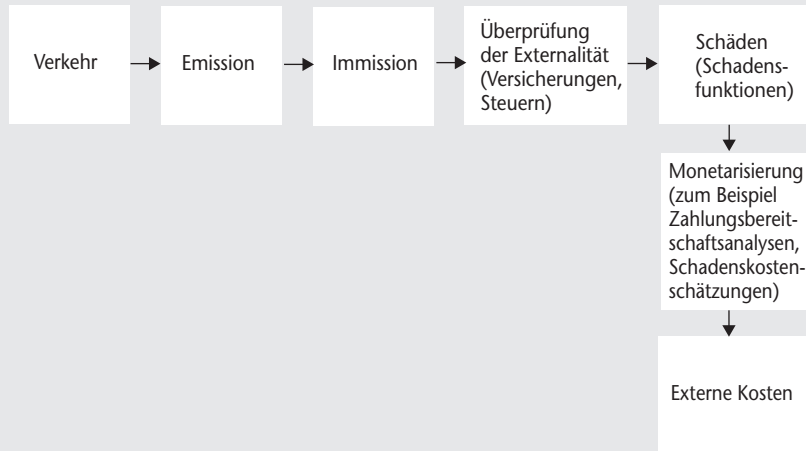 Verkehr
Emission
Immission
Überprüfung
der Externalität
(Versicherungen,
Steuern)
Schäden
(Schadens-
funktionen)
Monetarisierung
(zum Beispiel
Zahlungsbereit-
schaftsanalysen,
Schadenskosten-
schätzungen)
Externe Kosten